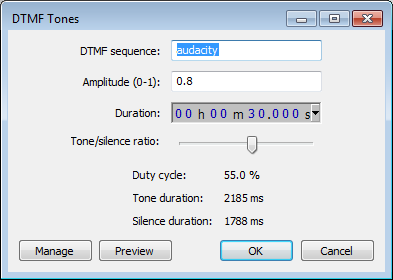 DTMF Tones
DTMF sequence: audacity
Amplitude (0-1): 0.8
Duration: 00 h 00 m 30.000 s
Tone/silence ratio:
Duty cycle: 55.0 %
Tone duration: 2185 ms
Silence duration: 1788 ms
Manage Preview OK Cancel